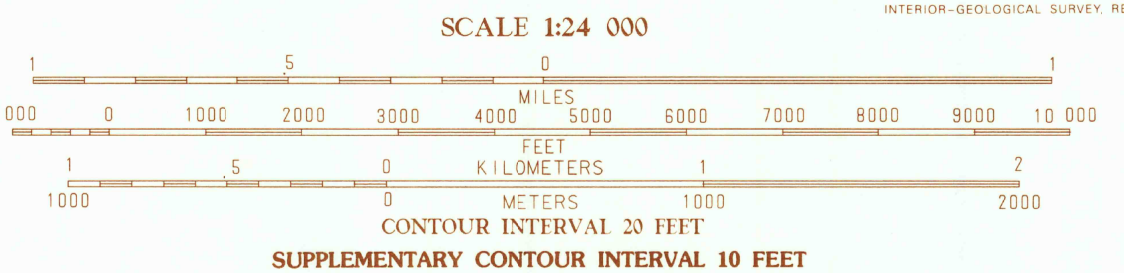 INTERIOR-GEOLOGICAL SURVEY,
SCALE 1:24 000
1 .5 0 1
MILES
000 0 1000 2000 3000 4000 5000 6000 7000 8000 9000 10 000
FEET
1 .5 0 KILOMETERS 1 2
1000 0 METERS 1000 2000
CONTOUR INTERVAL 20 FEET
SUPPLEMENTARY CONTOUR INTERVAL 10 FEET